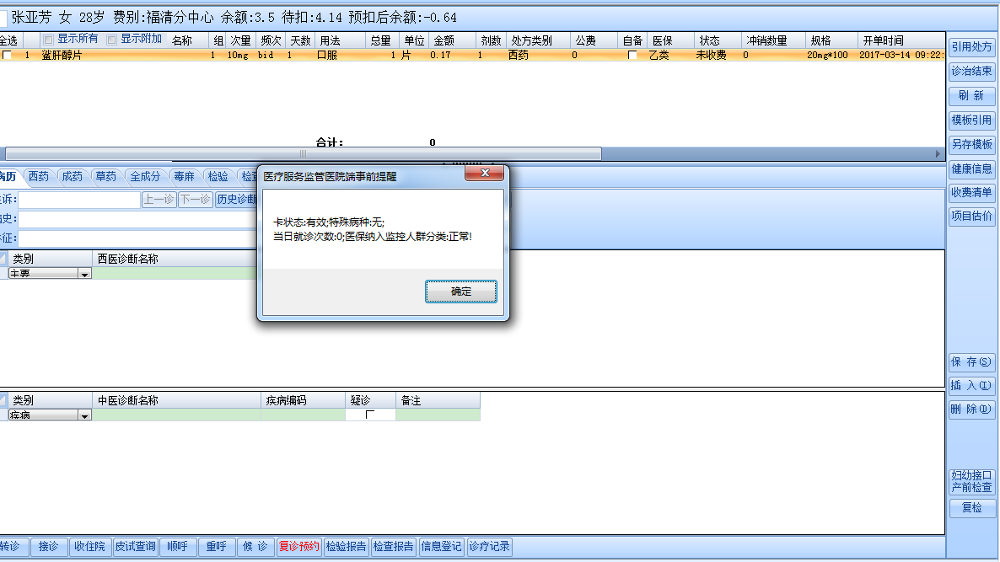 张亚芳 女 28岁 费别:福清分中心 余额:3.5 待扣:4.14 预扣后余额:-0.64
全选 显示所有 显示附加 名称 组 次量 频次 天数 用法 总量 单位 金额 剂数 处方类别 公费 自备 医保 状态 冲销数量 规格 开单时间
1 鲨肝醇片 1 10mg bid 1 口服 1 片 0.17 1 西药 0 乙类 未收费 0 20mg*100 2017-03-14 09:22:
合计: 0
引用处方
诊治结束
刷 新
模板引用
另存模板
健康信息
收费清单
项目估价
病历 西药 成药 草药 全成分 毒麻 检验 检查
主诉: 上一诊 下一诊 历史诊断
病史:
体征:
医疗服务监管医院端事前提醒
卡状态:有效;特殊病种:无;
当日就诊次数:0;医保纳入监控人群分类:正常!
确定
类别 西医诊断名称
主要
类别 中医诊断名称 疾病编码 疑诊 备注
疾病
保 存(S)
插 入(I)
删 除(D)
妇幼接口
产前检查
复检
转诊 接诊 收住院 皮试查询 顺呼 重呼 候 诊 复诊预约 检验报告 检查报告 信息登记 诊疗记录